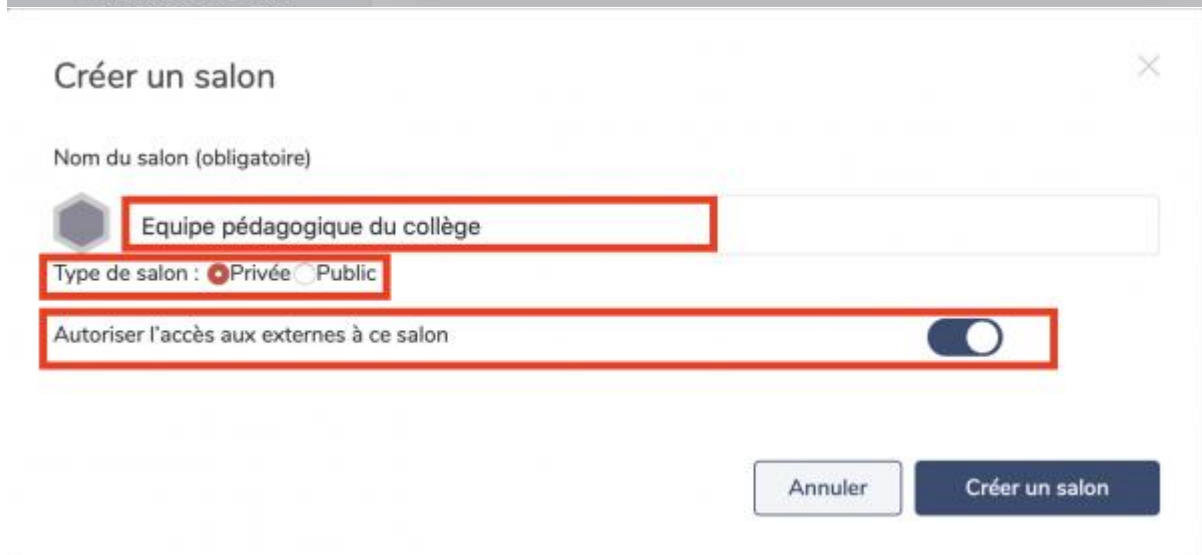 Créer un salon
Nom du salon (obligatoire)
Equipe pédagogique du collège
Type de salon : Privée Public
Autoriser l'accès aux externes à ce salon
Annuler Créer un salon